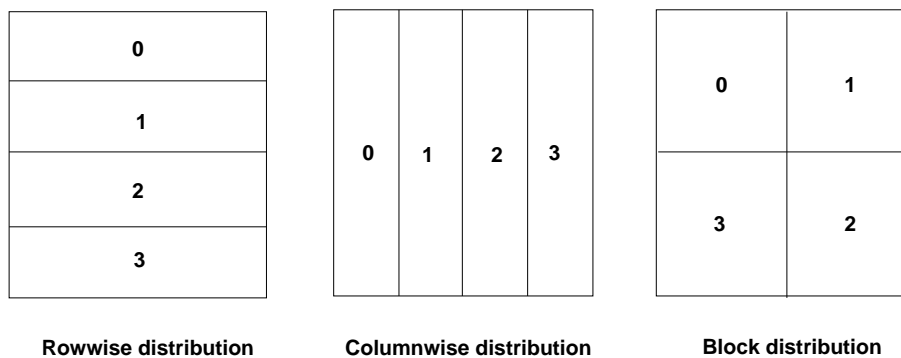 0
1
2
3
0 1 2 3
0 1
3 2
Rowwise distribution
Columnwise distribution
Block distribution